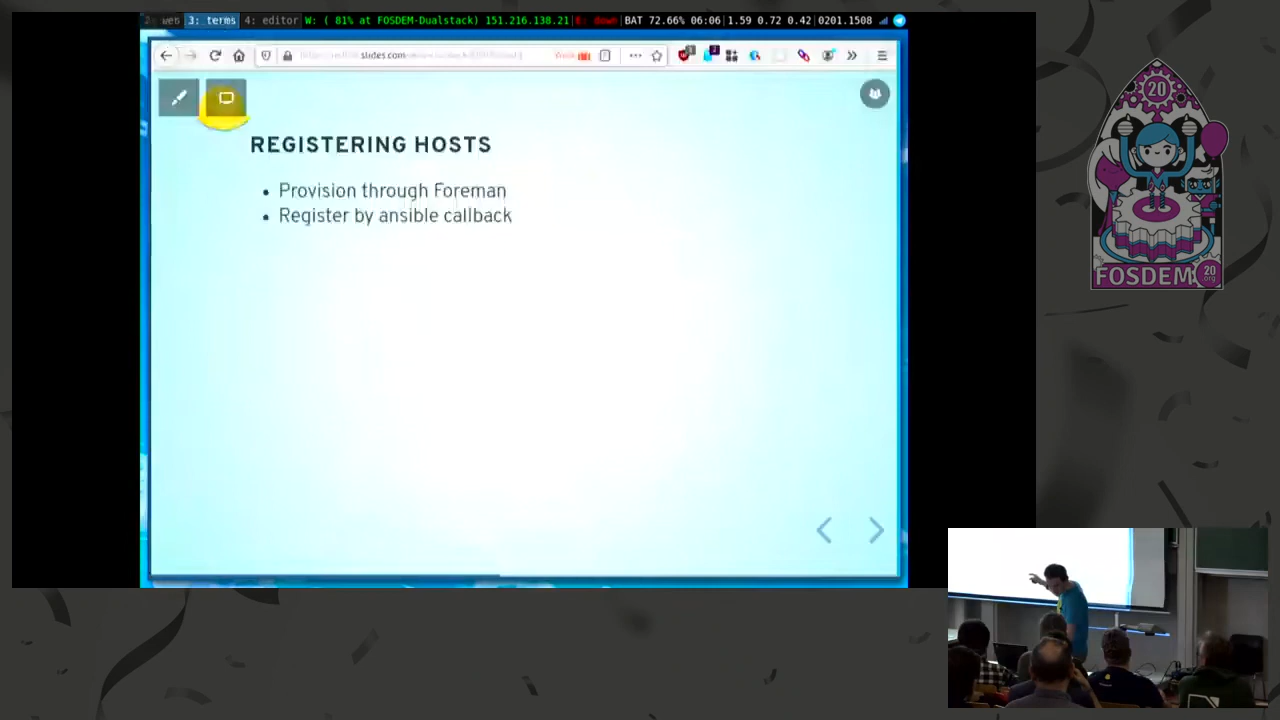 3: terms 4: editor W: ( 81% at FOSDEM-Dualstack) 151.216.138.21 BAT 72.66% 06:06 1.59 0.72 0.42 0201.1508
slides.com
REGISTERING HOSTS
• Provision through Foreman
• Register by ansible callback
20
FOSDEM
20
.org